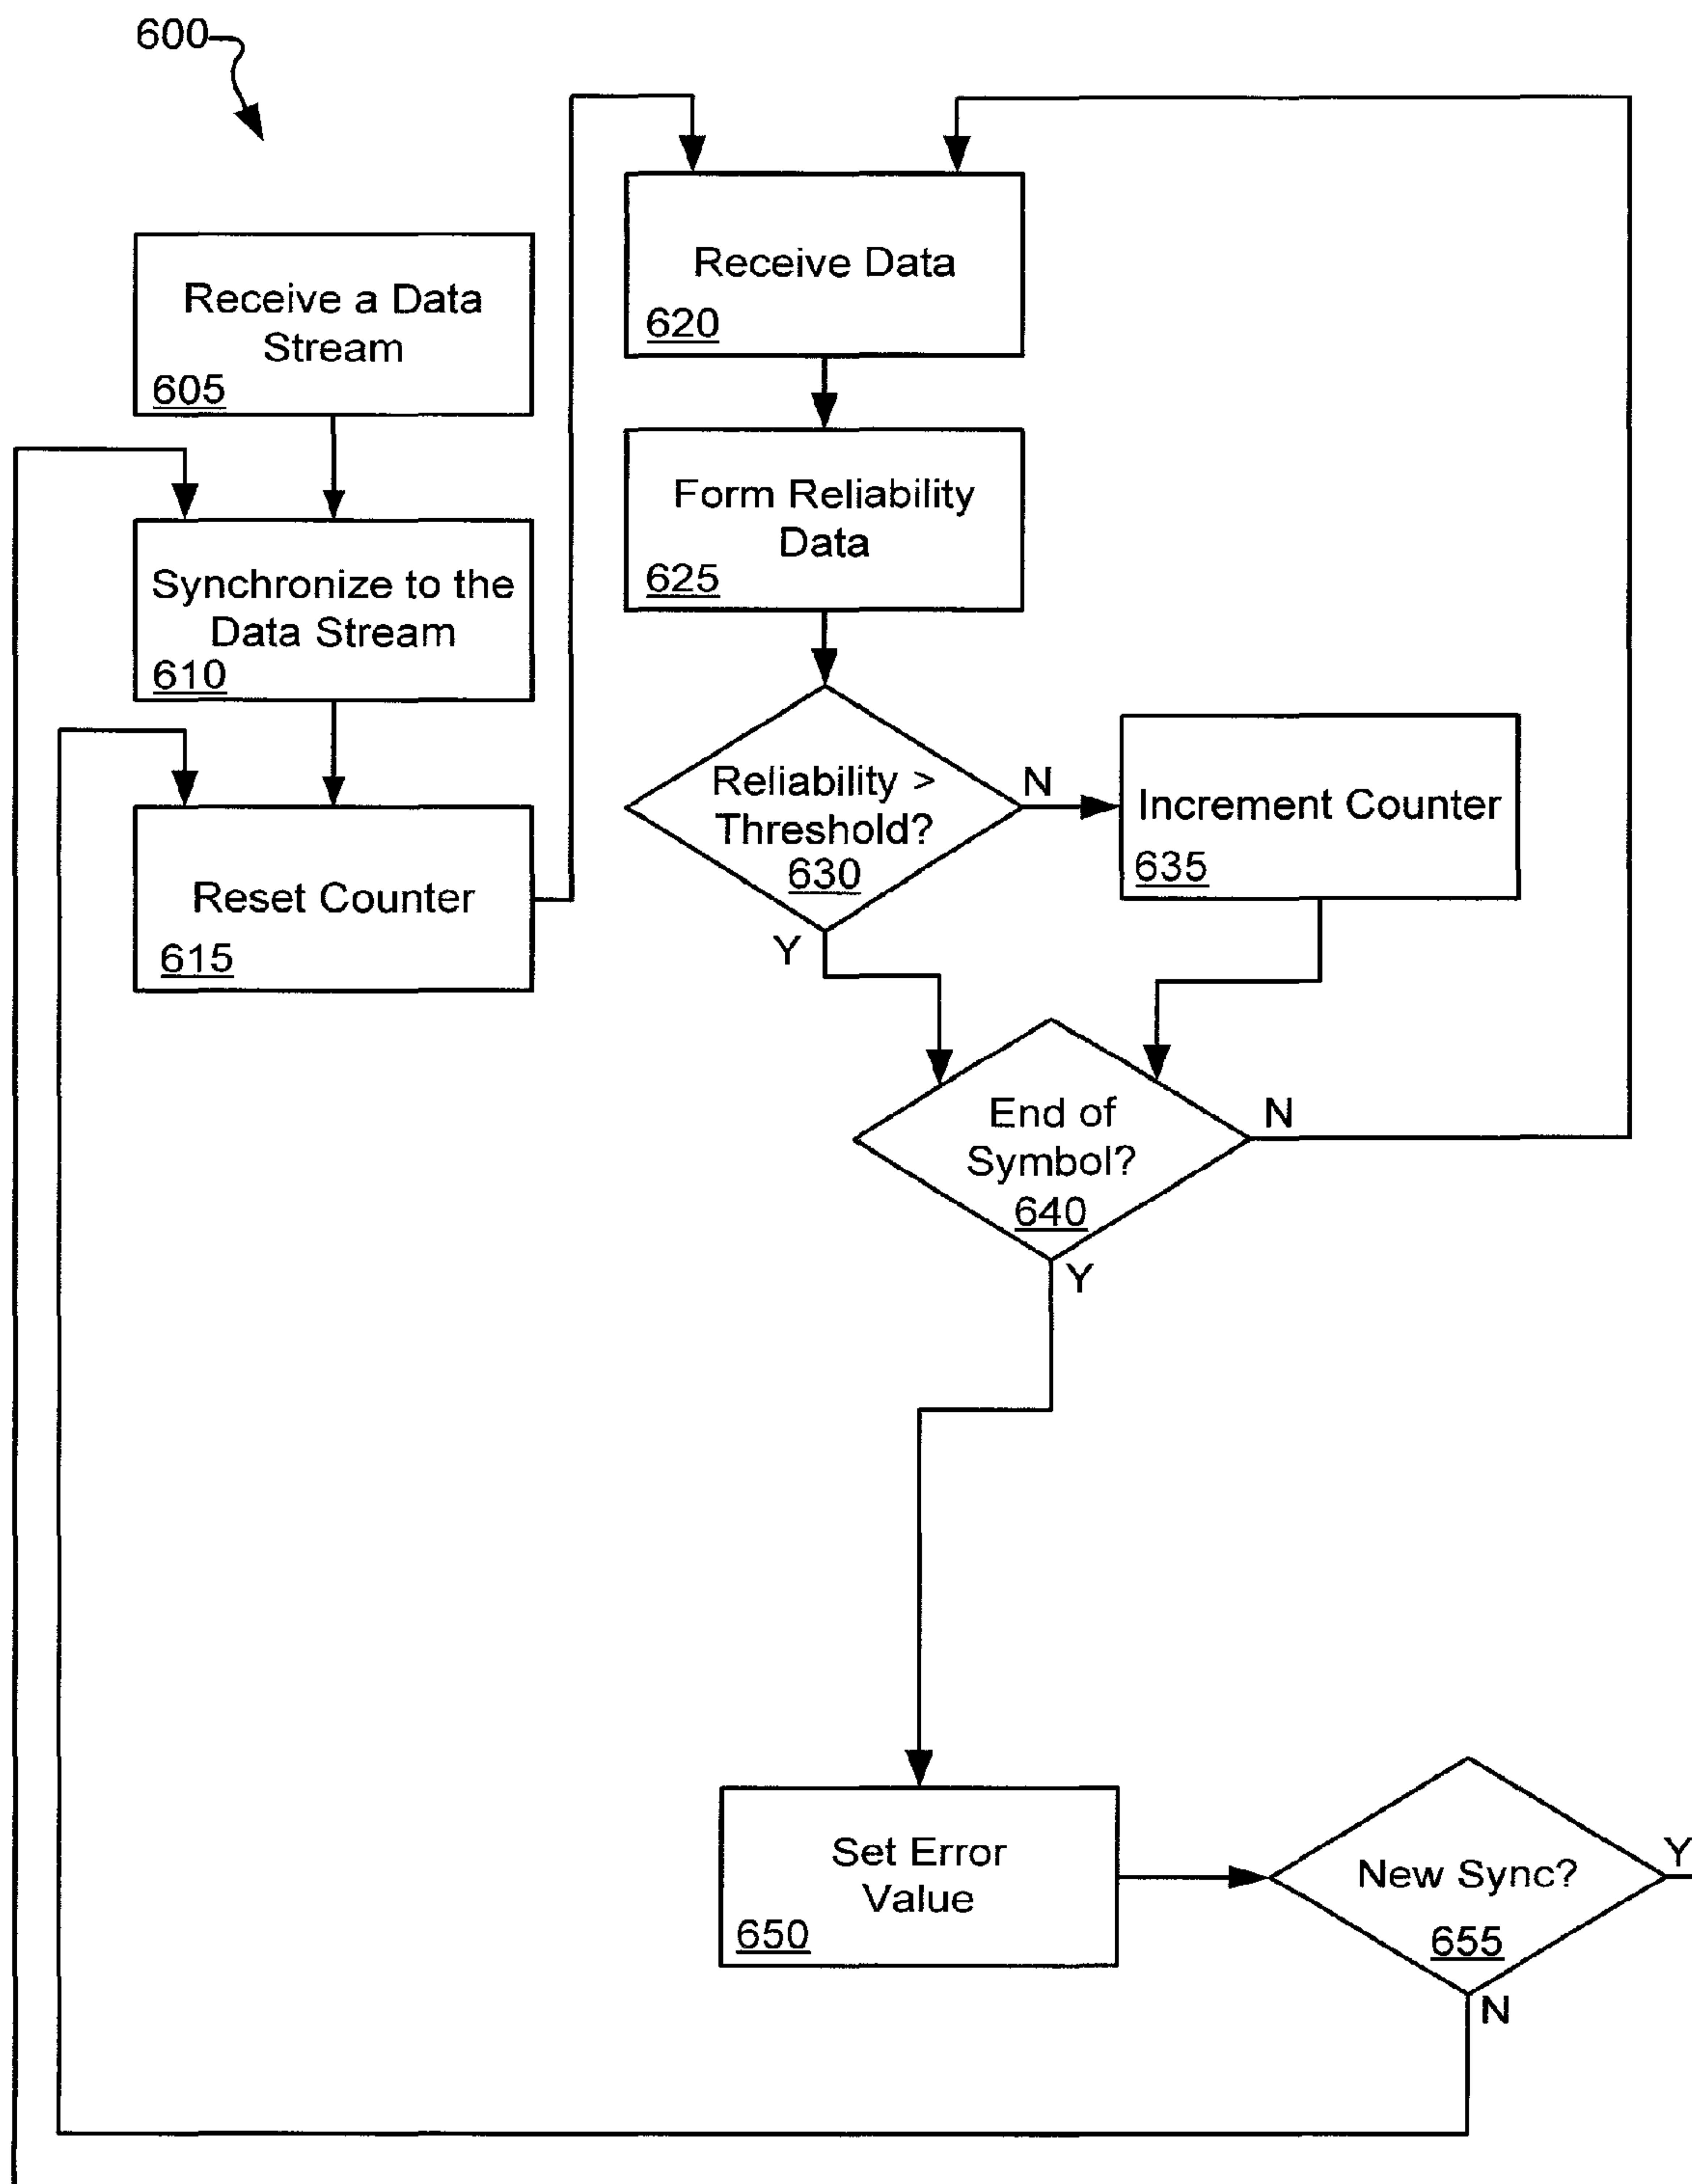 600
Receive a Data
Stream
605
Synchronize to the
Data Stream
610
Reset Counter
615
Receive Data
620
Form Reliability
Data
625
Reliability >
Threshold?
630
N
Y
Increment Counter
635
End of
Symbol?
640
N
Y
Set Error
Value
650
New Sync?
655
Y
N